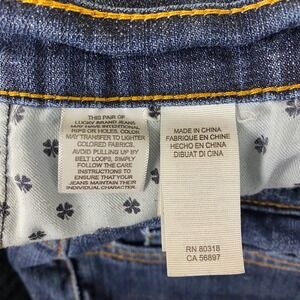 THIS PAIR OF
LUCKY BRAND JEANS
MAY HAVE INTENTIONAL
RIPS OR HOLES. COLOR
MAY TRANSFER TO LIGHTER
COLORED FABRICS.
AVOID PULLING UP BY
BELT LOOPS, SIMPLY
FOLLOW THE CARE
INSTRUCTIONS TO
ENSURE THAT YOUR
JEANS MAINTAIN THEIR
INDIVIDUAL CHARACTER.
MADE IN CHINA
FABRIQUE EN CHINE
HECHO EN CHINA
DIBUAT DI CINA
RN 80318
CA 56897